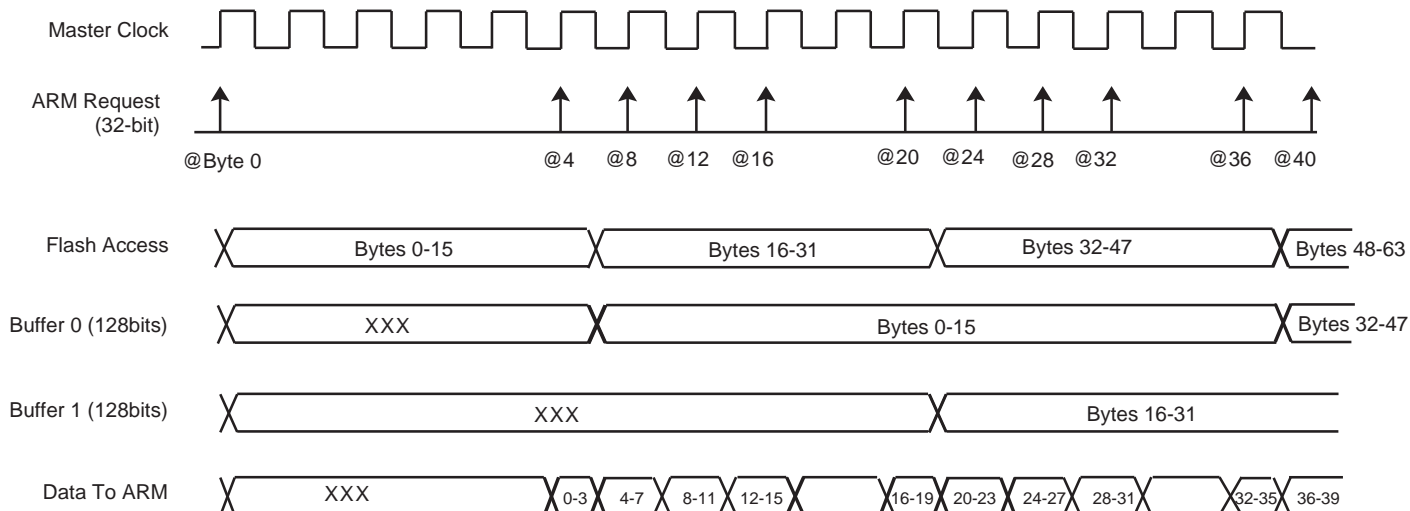 Master Clock
ARM Request
(32-bit)
@Byte 0 @4 @8 @12 @16 @20 @24 @28 @32 @36 @40
Flash Access Bytes 0-15 Bytes 16-31 Bytes 32-47 Bytes 48-63
Buffer 0 (128bits) XXX Bytes 0-15 Bytes 32-47
Buffer 1 (128bits) XXX Bytes 16-31
Data To ARM XXX 0-3 4-7 8-11 12-15 16-19 20-23 24-27 28-31 32-35 36-39